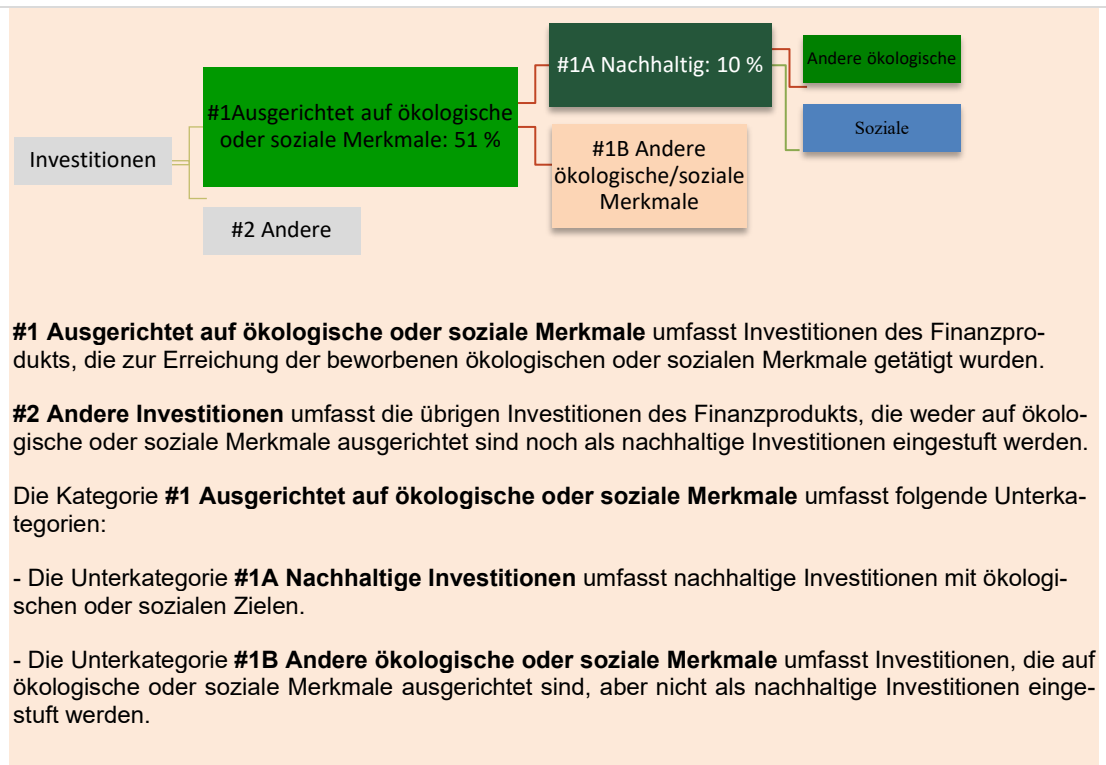 Investitionen
#1Ausgerichtet auf ökologische
oder soziale Merkmale: 51 %
#2 Andere
#1A Nachhaltig: 10 %
#1B Andere
ökologische/soziale
Merkmale
Andere ökologische
Soziale
#1 Ausgerichtet auf ökologische oder soziale Merkmale umfasst Investitionen des Finanzpro-
dukts, die zur Erreichung der beworbenen ökologischen oder sozialen Merkmale getätigt wurden.
#2 Andere Investitionen umfasst die übrigen Investitionen des Finanzprodukts, die weder auf ökolo-
gische oder soziale Merkmale ausgerichtet sind noch als nachhaltige Investitionen eingestuft werden.
Die Kategorie #1 Ausgerichtet auf ökologische oder soziale Merkmale umfasst folgende Unterka-
tegorien:
- Die Unterkategorie #1A Nachhaltige Investitionen umfasst nachhaltige Investitionen mit ökologi-
schen oder sozialen Zielen.
- Die Unterkategorie #1B Andere ökologische oder soziale Merkmale umfasst Investitionen, die auf
ökologische oder soziale Merkmale ausgerichtet sind, aber nicht als nachhaltige Investitionen einge-
stuft werden.